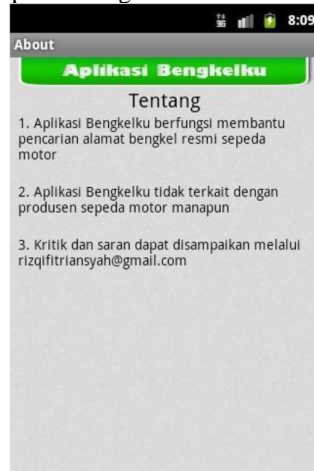 8:09
About
Aplikasi Bengkelku
Tentang
1. Aplikasi Bengkelku berfungsi membantu
pencarian alamat bengkel resmi sepeda
motor
2. Aplikasi Bengkelku tidak terkait dengan
produsen sepeda motor manapun
3. Kritik dan saran dapat disampaikan melalui
rizqifitriansyah@gmail.com